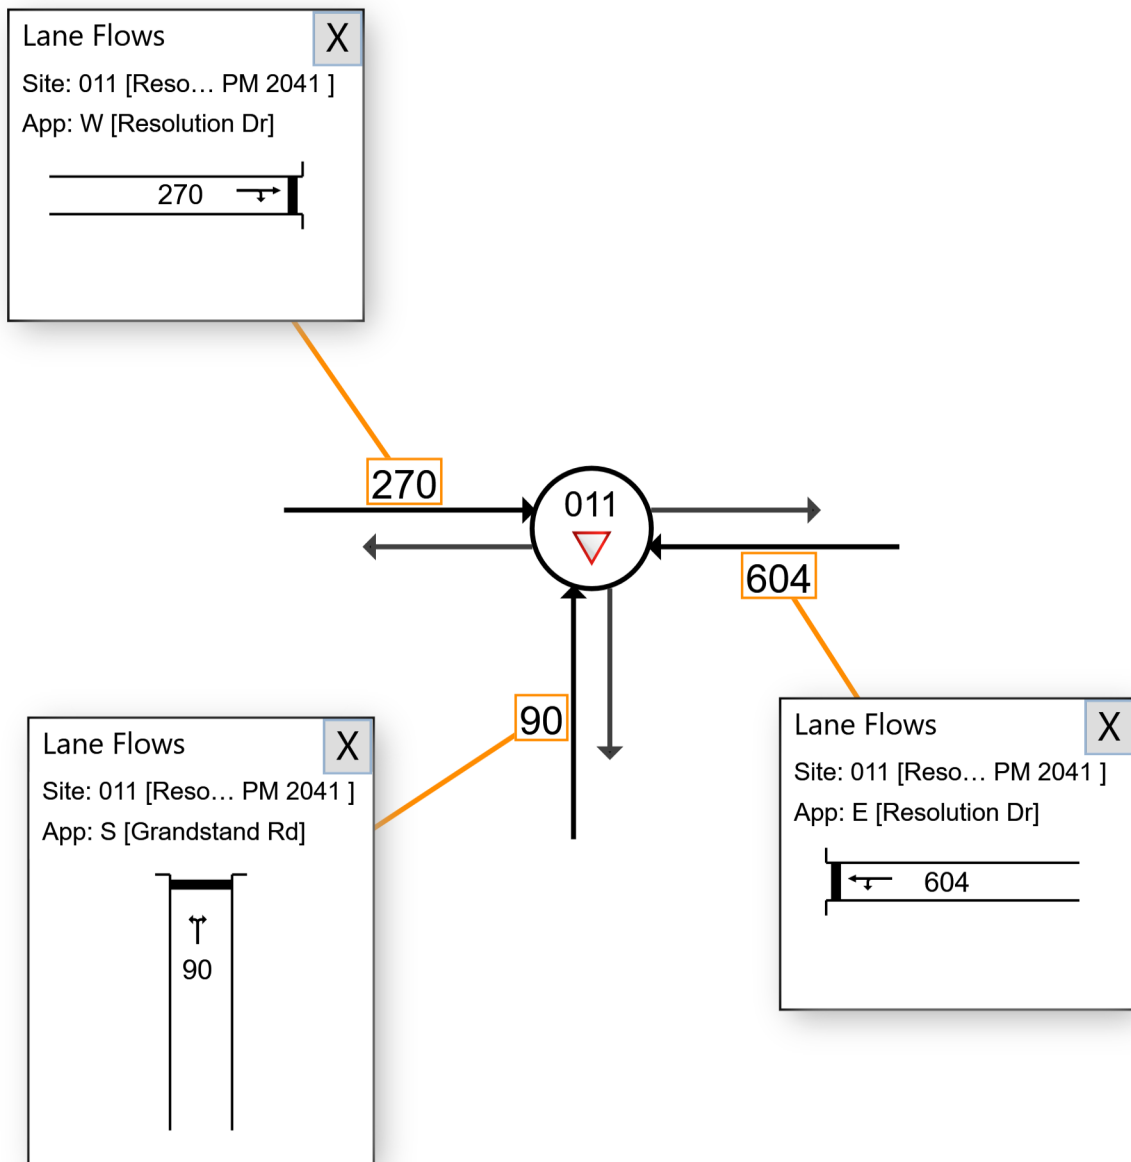 Lane Flows
X
Site: 011 [Reso... PM 2041 ]
App: W [Resolution Dr]
270
270
011
604
90
Lane Flows
X
Site: 011 [Reso... PM 2041 ]
App: E [Resolution Dr]
604
Lane Flows
X
Site: 011 [Reso... PM 2041 ]
App: S [Grandstand Rd]
90